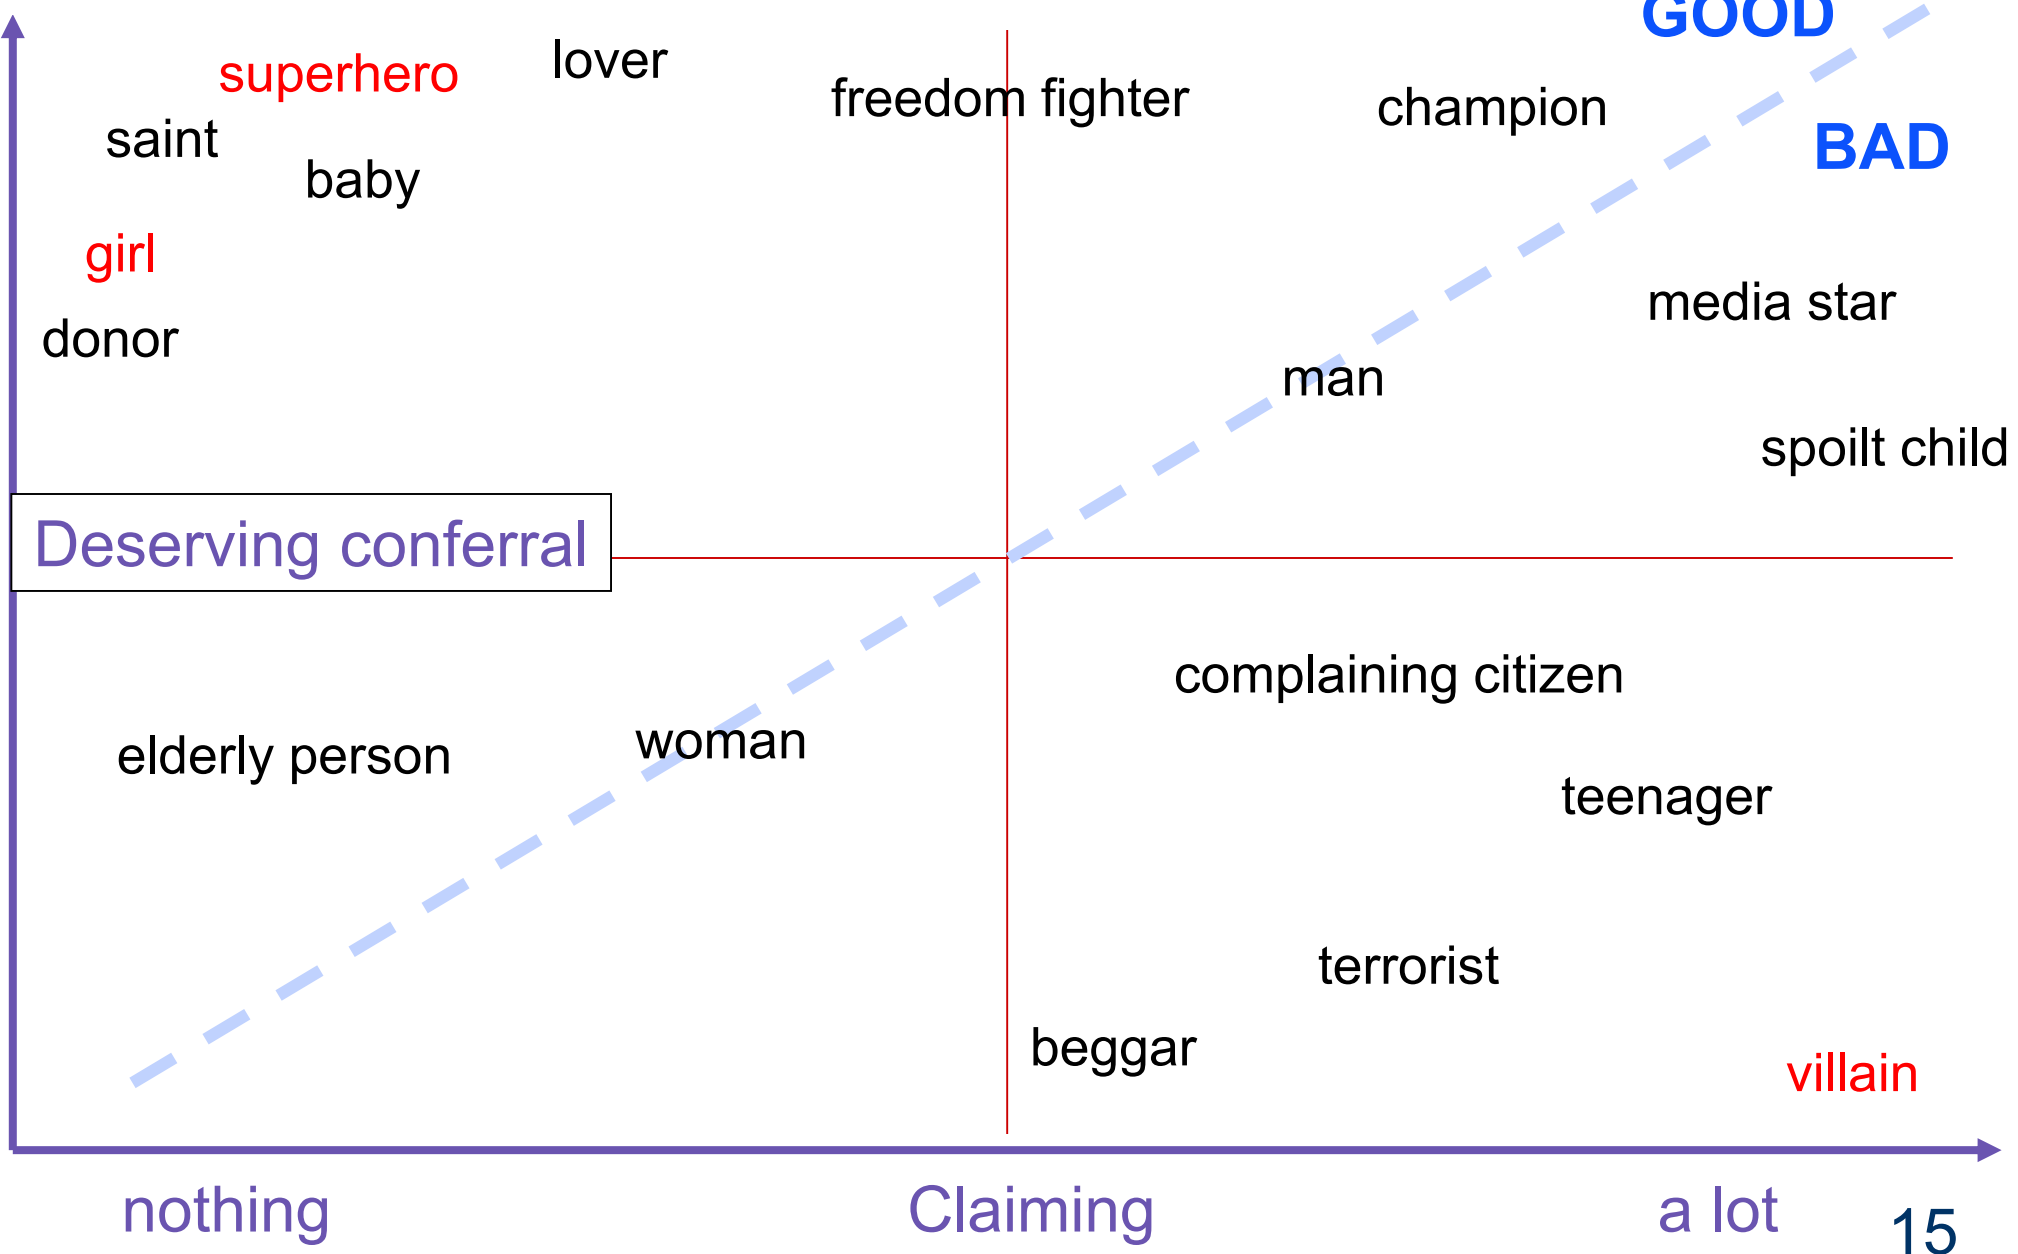 GOOD
lover
superhero
freedom fighter
champion
saint
BAD
baby
girl
media star
donor
man
spoilt child
Deserving conferral
complaining citizen
woman
elderly person
teenager
terrorist
beggar
villain
nothing Claiming a lot
15